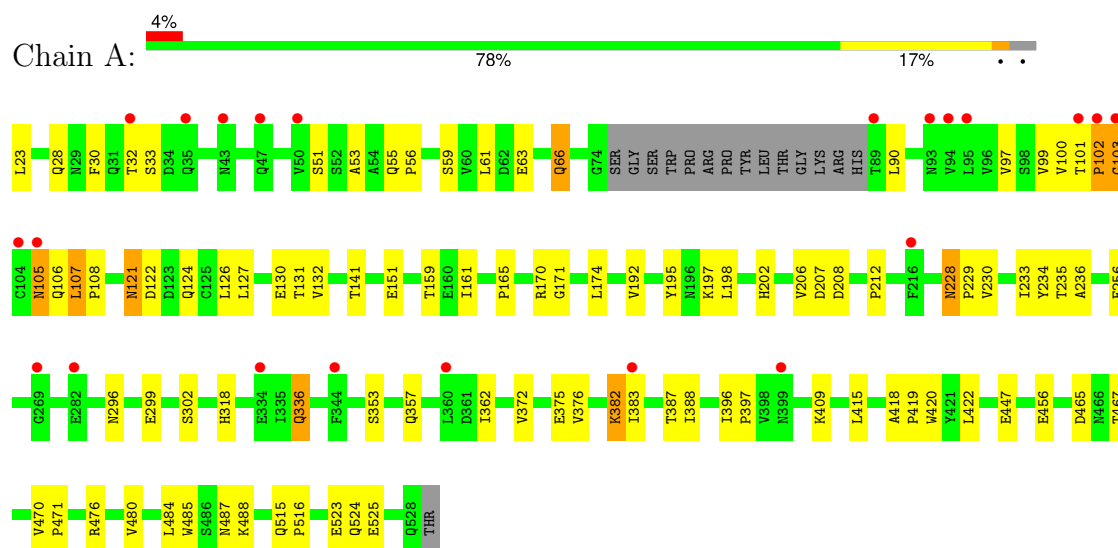 4%
Chain A:
78% 17% • •
L23 Q28 N29 F30 Q31 T32 S33 D34 Q35 N43 Q47 V50 S51 S52 A53 A54 Q55 P56 S59 V60 L61 D62 E63 Q66 G74 SER GLY SER TRP PRO ARG PRO TYR LEU THR GLY LYS ARG HIS T89 L90 N93 V94 L95 V96 V97 S98 V99 V100 T101 P102 G103
C104 N105 Q106 L107 P108 N121 D122 D123 Q124 C125 L126 L127 E130 T131 V132 T141 E151 T159 E160 I161 P165 R170 G171 L174 V192 Y195 N196 K197 L198 H202 V206 D207 D208 P212 F216 N228 P229 V230 I233 Y234 T235 A236
G269 E282 N296 E299 S302 H318 E334 I335 Q336 F344 S353 Q357 L360 D361 I362 V372 E375 V376 K382 I383 T387 I388 I396 P397 V398 N399 K409 L415 A418 P419 W420 Y421 L422 E447 E456 D465 N466 T467
V470 P471 R476 V480 L484 W485 S486 N487 K488 Q515 P516 E523 Q524 E525 Q528 THR